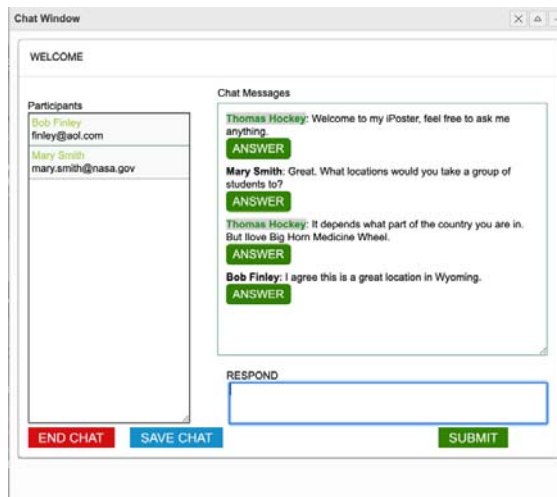 Chat Window
WELCOME
Participants
Bob Finley
finley@aol.com
Mary Smith
mary.smith@nasa.gov
Chat Messages
Thomas Hockey: Welcome to my iPoster, feel free to ask me
anything.
ANSWER
Mary Smith: Great. What locations would you take a group of
students to?
ANSWER
Thomas Hockey: It depends what part of the country you are in.
But Ilove Big Horn Medicine Wheel.
ANSWER
Bob Finley: I agree this is a great location in Wyoming.
ANSWER
RESPOND
END CHAT
SAVE CHAT
SUBMIT